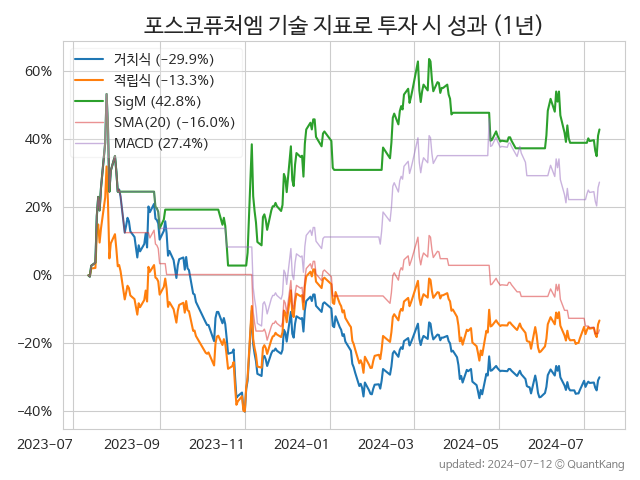 포스코퓨처엠 기술 지표로 투자 시 성과 (1년)
거치식 (−29.9%)
적립식 (−13.3%)
SigM (42.8%)
SMA(20) (−16.0%)
MACD (27.4%)
60%
40%
20%
0%
−20%
−40%
2023-07 2023-09 2023-11 2024-01 2024-03 2024-05 2024-07
updated: 2024-07-12 © QuantKang